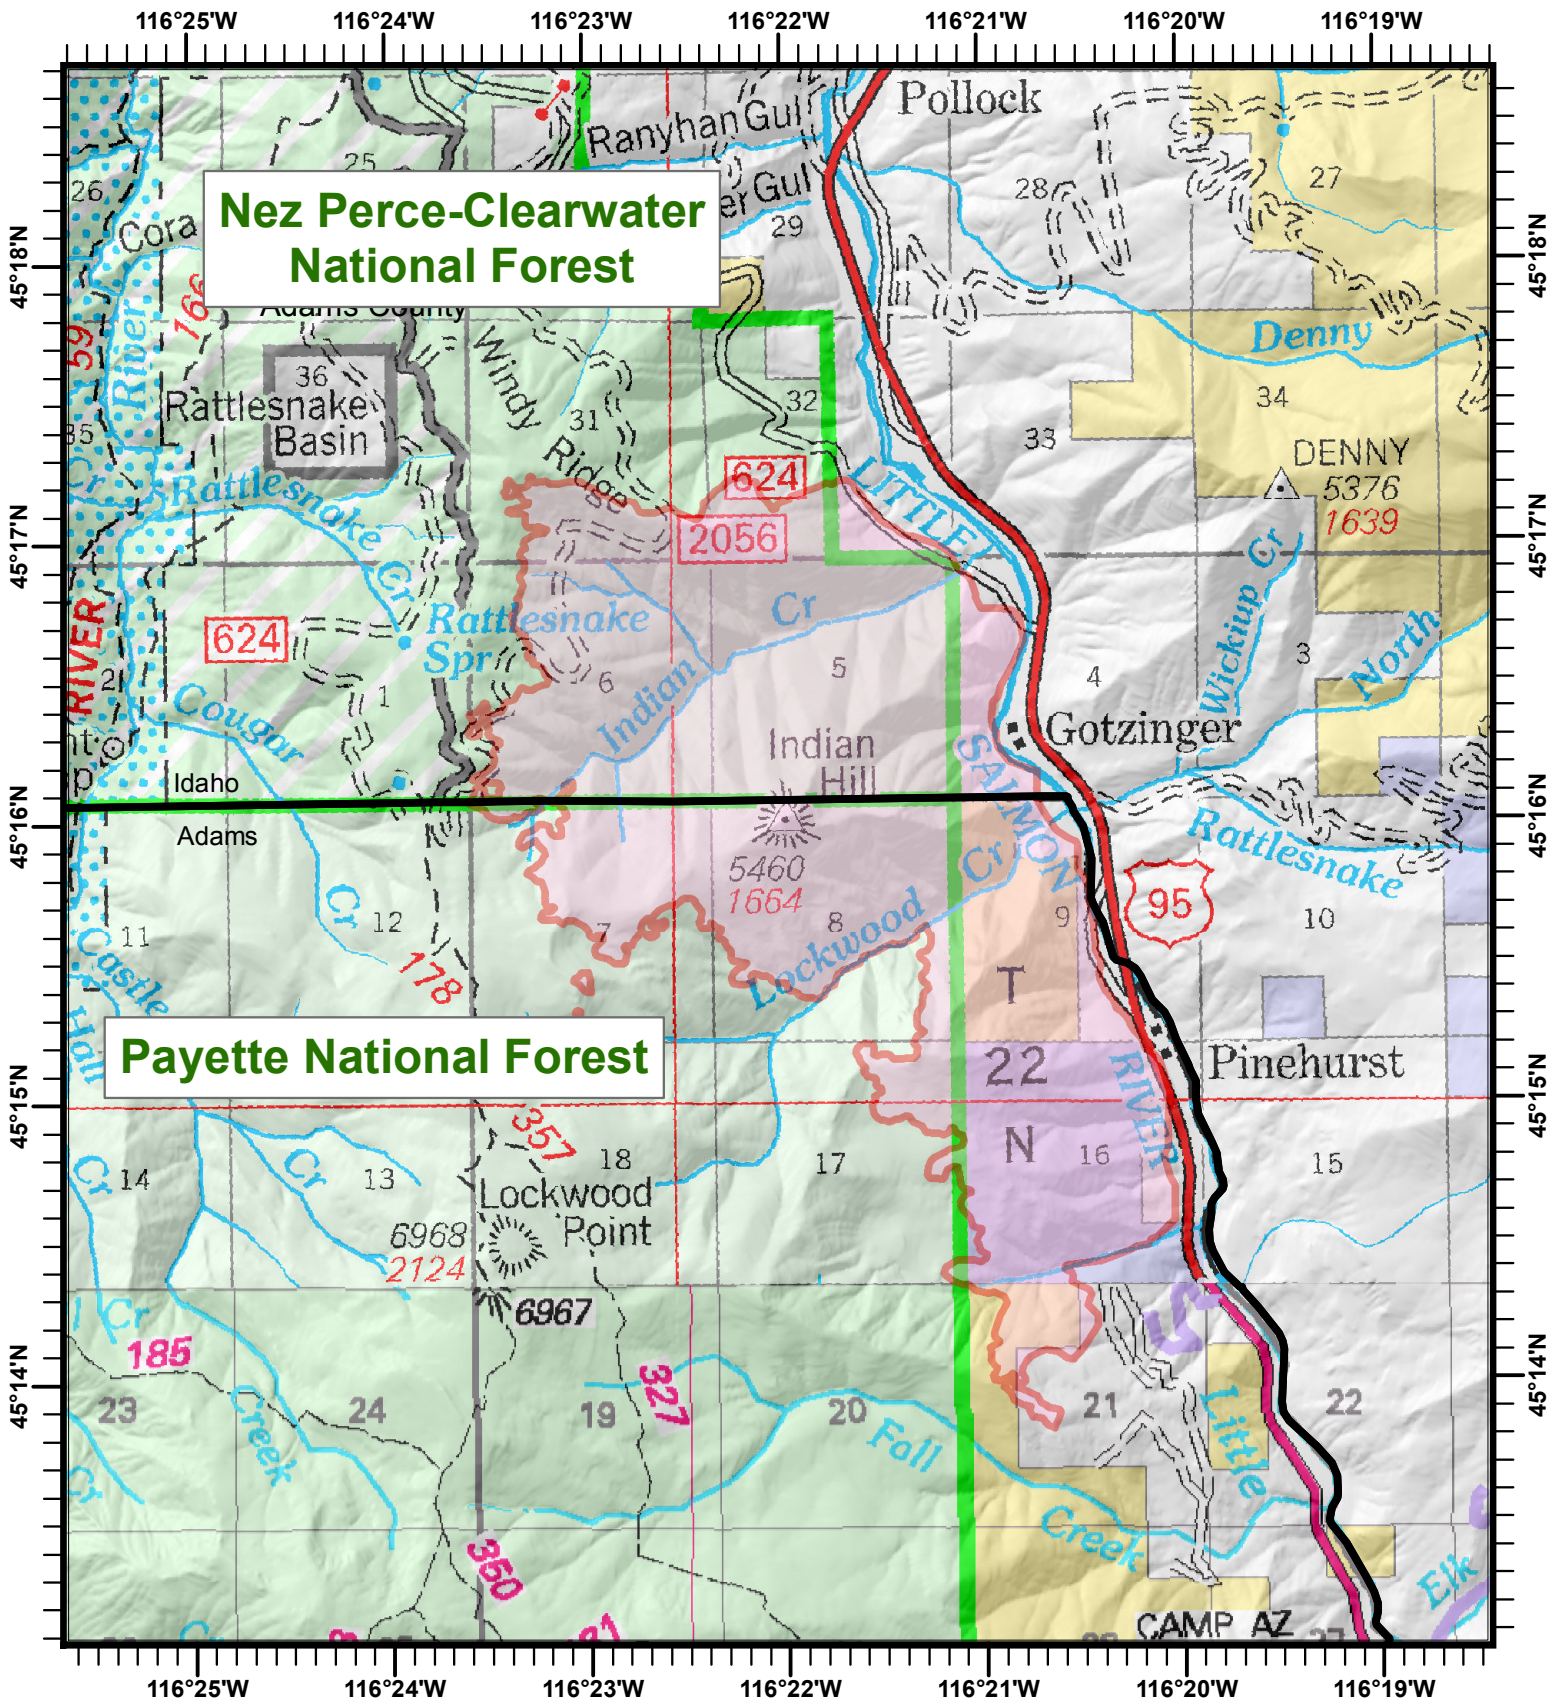 116°25'W 116°24'W 116°23'W 116°22'W 116°21'W 116°20'W 116°19'W
Pollock
Ranyhan Gul
er Gul
25
26
27
28
29
Nez Perce-Clearwater
National Forest
Cora
166
45°18'N
45°18'N
Adams County
59
River
Windy
Ridge
Denny
36
Rattlesnake
Basin
31
32
33
34
35
DENNY
5376
1639
624
2056
LITTLE
Rattlesnake
Cr
Cr
45°17'N
45°17'N
Wickiup Cr
North
RIVER
624
Rattlesnake
Spr
Cr
Indian
2
1
6
5
4
3
Cougar
Gotzinger
Indian
Hill
SALMON
Idaho
Adams
45°16'N
45°16'N
5460
1664
Rattlesnake
95
Cr
Lockwood
Cr
11
12
7
8
9
10
178
Castle
Hall
T
22
N
Payette National Forest
Pinehurst
RIVER
45°15'N
45°15'N
357
Cr
Cr
14
13
18
17
16
15
Lockwood
Point
6968
2124
6967
Cr
185
45°14'N
45°14'N
327
23
24
19
20
21
22
Creek
Fall
Creek
Little
Cr
350
Elk
CAMP AZ
27
116°25'W 116°24'W 116°23'W 116°22'W 116°21'W 116°20'W 116°19'W